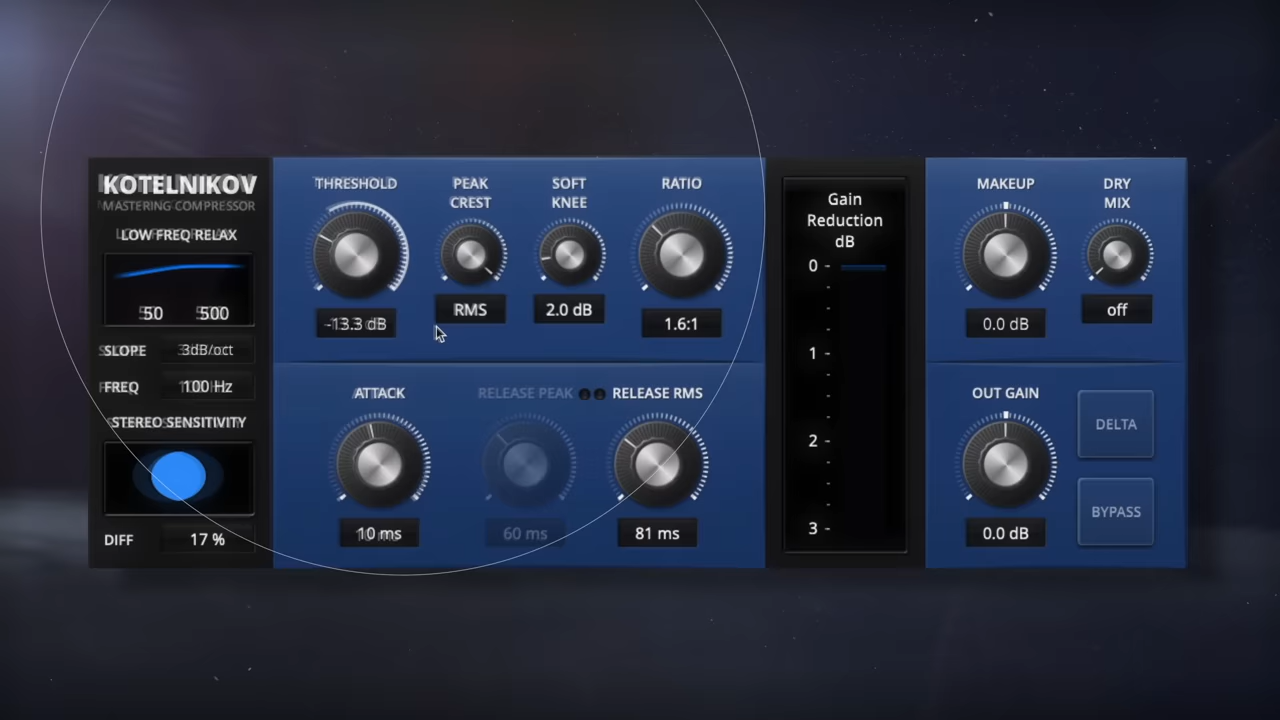 KOTELNIKOV
MASTERING COMPRESSOR
LOW FREQ RELAX
50 500
SLOPE 3dB/oct
FREQ 100 Hz
STEREO SENSITIVITY
DIFF 17 %
THRESHOLD
-13.3 dB
PEAK
CREST
RMS
SOFT
KNEE
2.0 dB
RATIO
1.6:1
ATTACK
10 ms
RELEASE PEAK
60 ms
RELEASE RMS
81 ms
Gain
Reduction
dB
0
1
2
3
MAKEUP
0.0 dB
DRY
MIX
off
OUT GAIN
0.0 dB
DELTA
BYPASS